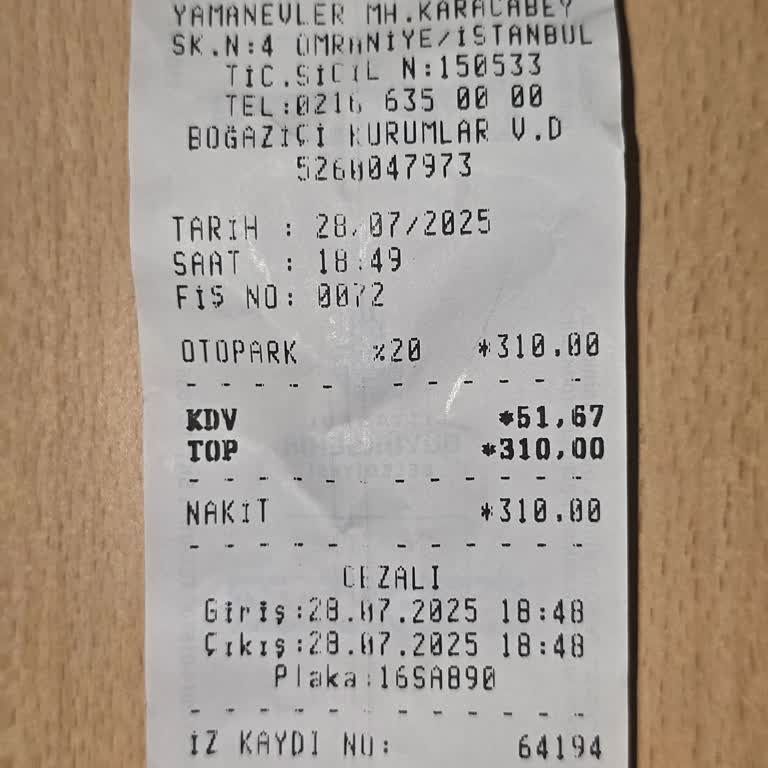 YAMANEVLER MH.KARACABEY
SK.N:4 ÜMRANİYE/İSTANBUL
TİC.SİCİL N:150533
TEL:0216 635 00 00
BOĞAZİÇİ KURUMLAR V.D
5260047973
TARIH : 28/07/2025
SAAT : 18:49
FİŞ NO: 0072
OTOPARK %20 *310,00
KDV *51,67
TOP *310,00
NAKİT *310,00
CEZALI
Giriş:28.07.2025 18:48
Çıkış:28.07.2025 18:48
Plaka:16SA890
İZ KAYDI NO: 64194